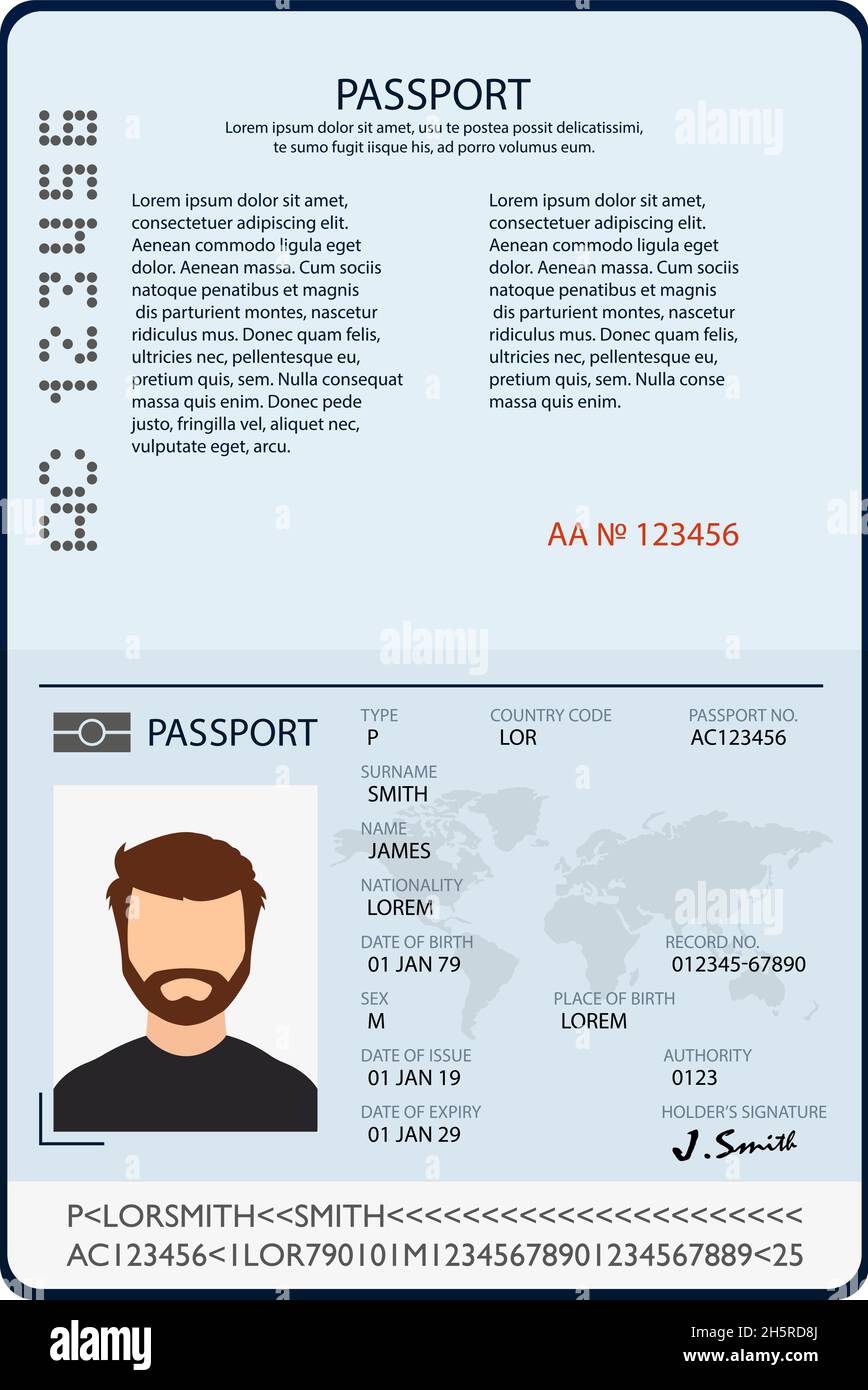 PASSPORT
Lorem ipsum dolor sit amet, usu te postea possit delicatissimi,
te sumo fugit iisque his, ad porro volumus eum.
AC 123456
Lorem ipsum dolor sit amet,
consectetuer adipiscing elit.
Aenean commodo ligula eget
dolor. Aenean massa. Cum sociis
natoque penatibus et magnis
dis parturient montes, nascetur
ridiculus mus. Donec quam felis,
ultricies nec, pellentesque eu,
pretium quis, sem. Nulla consequat
massa quis enim. Donec pede
justo, fringilla vel, aliquet nec,
vulputate eget, arcu.
Lorem ipsum dolor sit amet,
consectetuer adipiscing elit.
Aenean commodo ligula eget
dolor. Aenean massa. Cum sociis
natoque penatibus et magnis
dis parturient montes, nascetur
ridiculus mus. Donec quam felis,
ultricies nec, pellentesque eu,
pretium quis, sem. Nulla conse
massa quis enim.
AA № 123456
PASSPORT
TYPE COUNTRY CODE PASSPORT NO.
P LOR AC123456
SURNAME
SMITH
NAME
JAMES
NATIONALITY
LOREM
DATE OF BIRTH RECORD NO.
01 JAN 79 012345-67890
SEX PLACE OF BIRTH
M LOREM
DATE OF ISSUE AUTHORITY
01 JAN 19 0123
DATE OF EXPIRY HOLDER'S SIGNATURE
01 JAN 29 J.Smith
P<LORSMITH<<SMITH<<<<<<<<<<<<<<<<<<<<<<
AC123456<1LOR790101M12345678901234567889<25
alamy
alamy
alamy
alamy
Image ID: 2H5RD8J
www.alamy.com